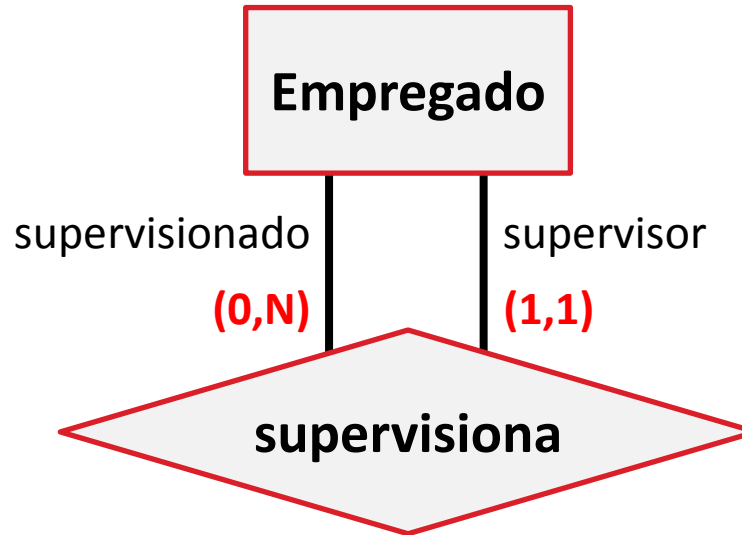 Empregado
supervisionado
supervisor
(0,N)
(1,1)
supervisiona